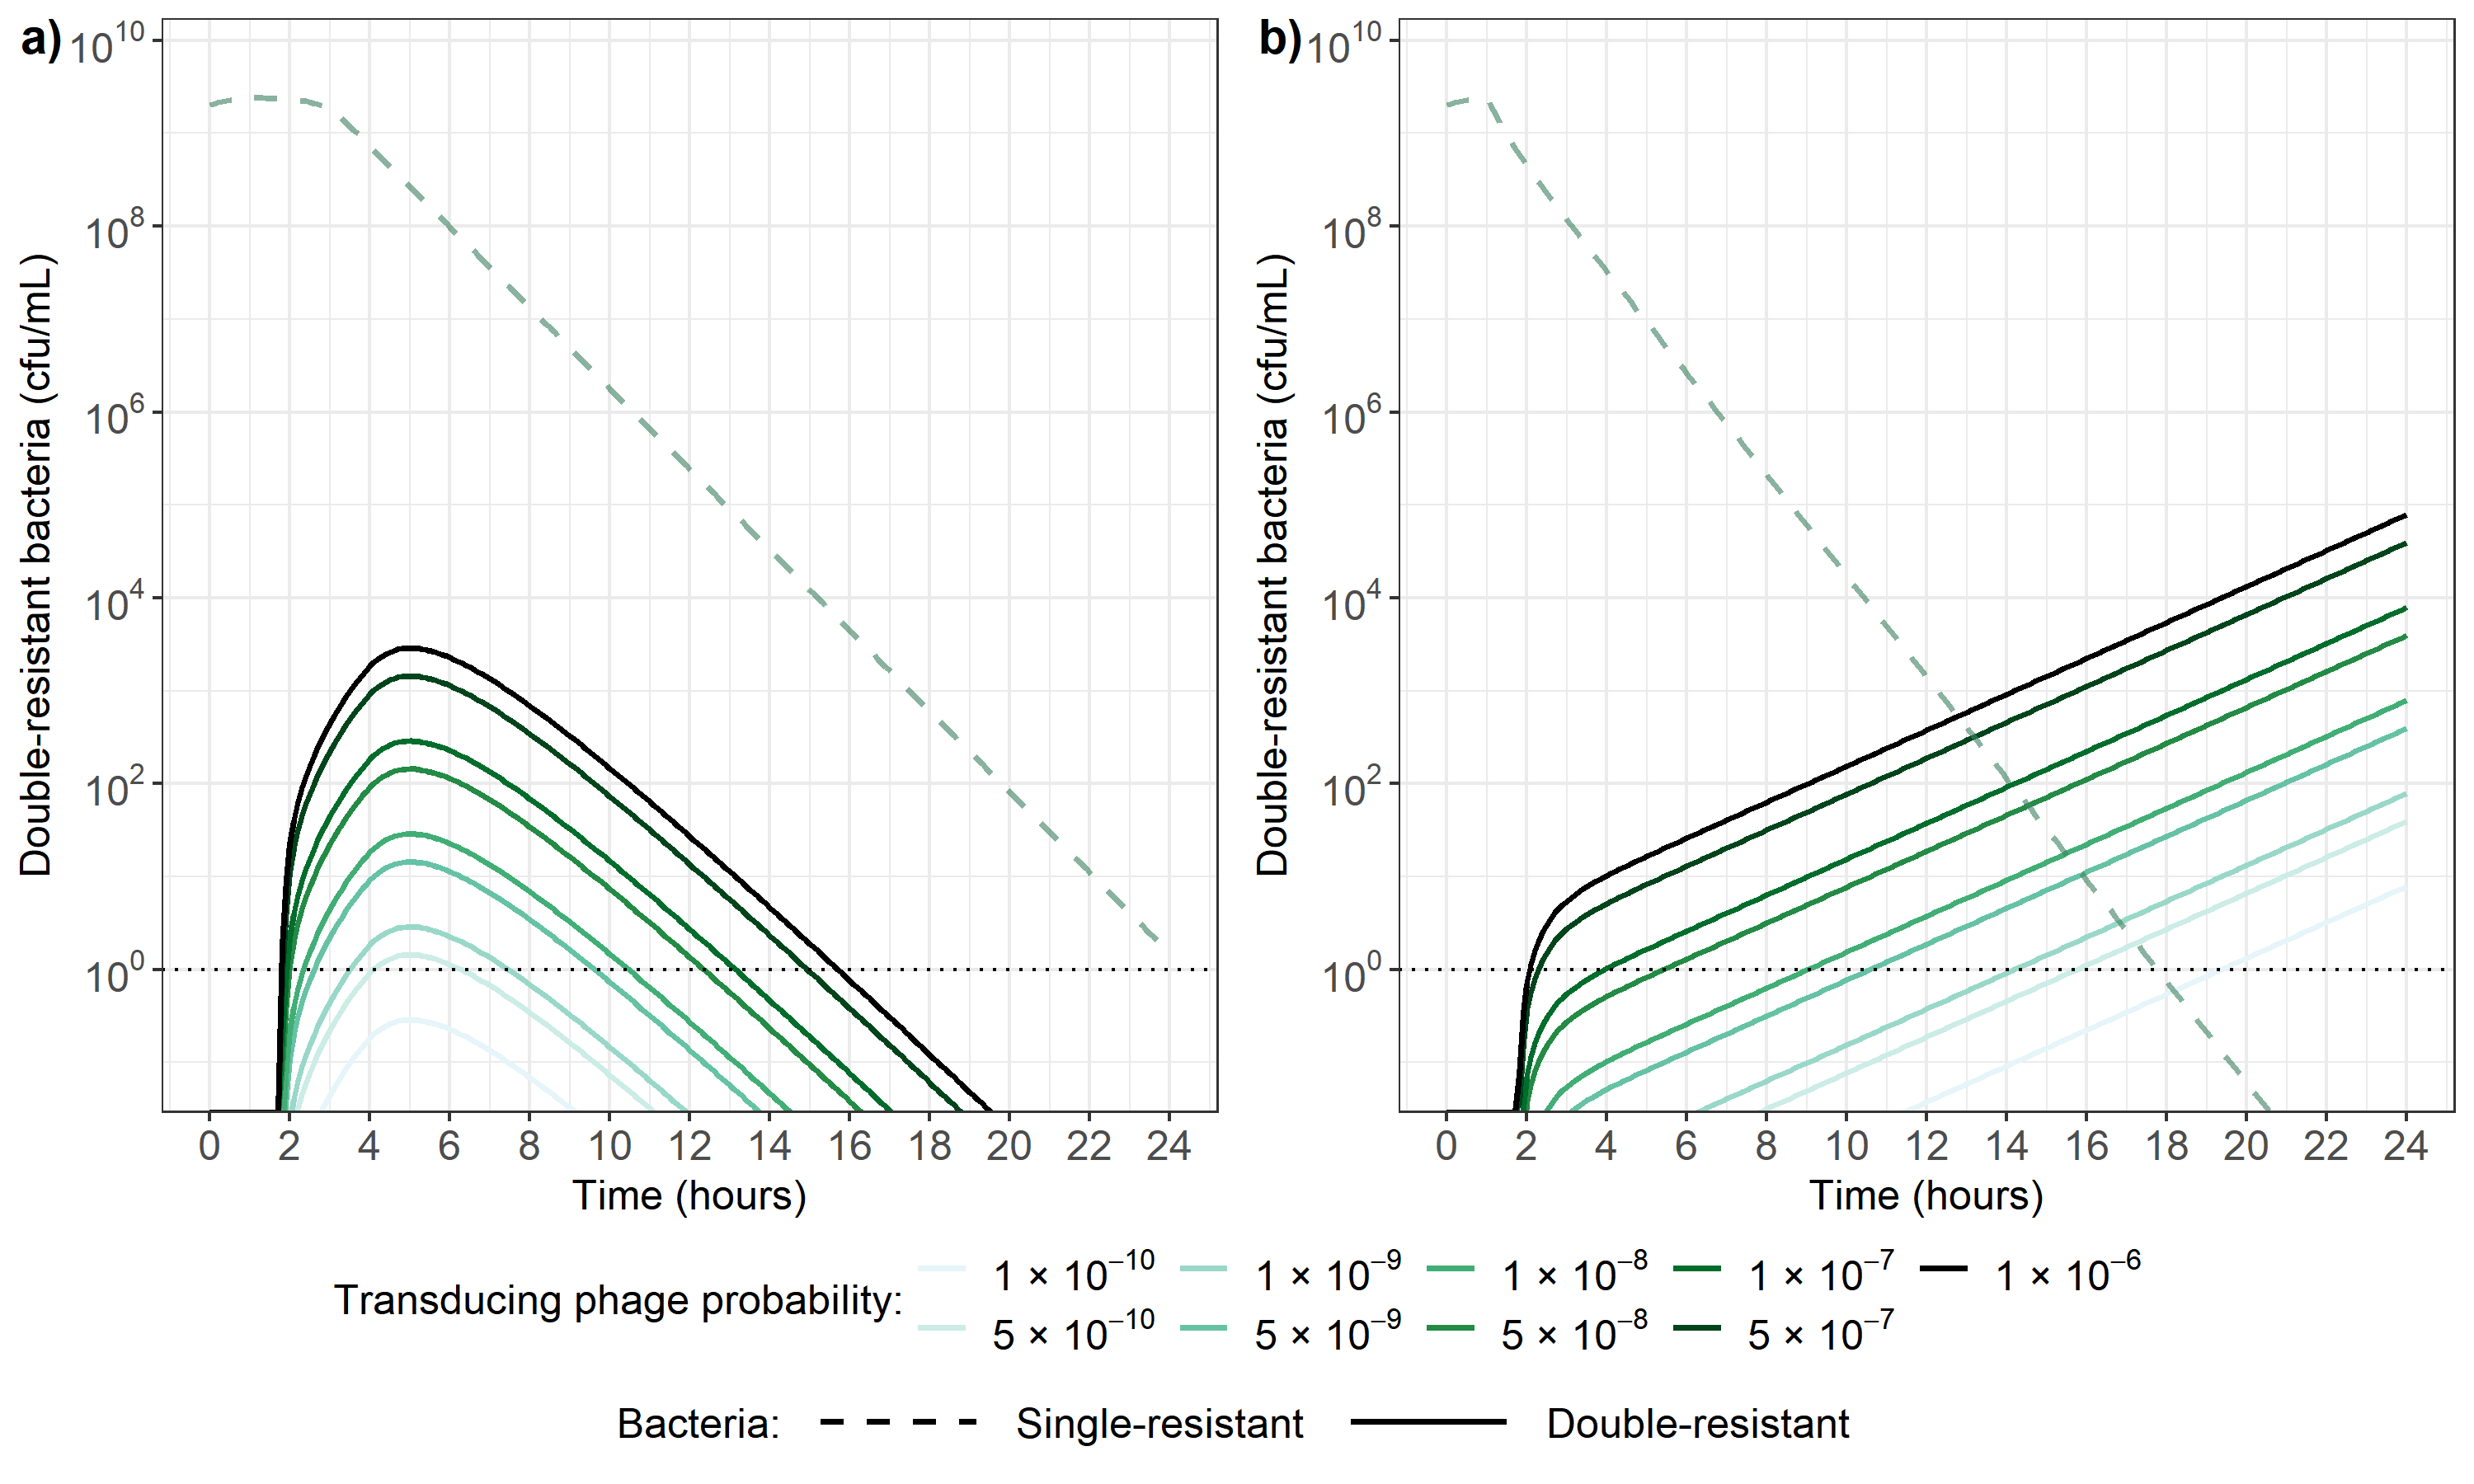 a)
10^10
10^8
10^6
10^4
10^2
10^0
Double-resistant bacteria (cfu/mL)
0 2 4 6 8 10 12 14 16 18 20 22 24
Time (hours)
b)
10^10
10^8
10^6
10^4
10^2
10^0
Double-resistant bacteria (cfu/mL)
0 2 4 6 8 10 12 14 16 18 20 22 24
Time (hours)
Transducing phage probability:
1 × 10^−10 1 × 10^−9 1 × 10^−8 1 × 10^−7 1 × 10^−6
5 × 10^−10 5 × 10^−9 5 × 10^−8 5 × 10^−7
Bacteria: Single-resistant Double-resistant